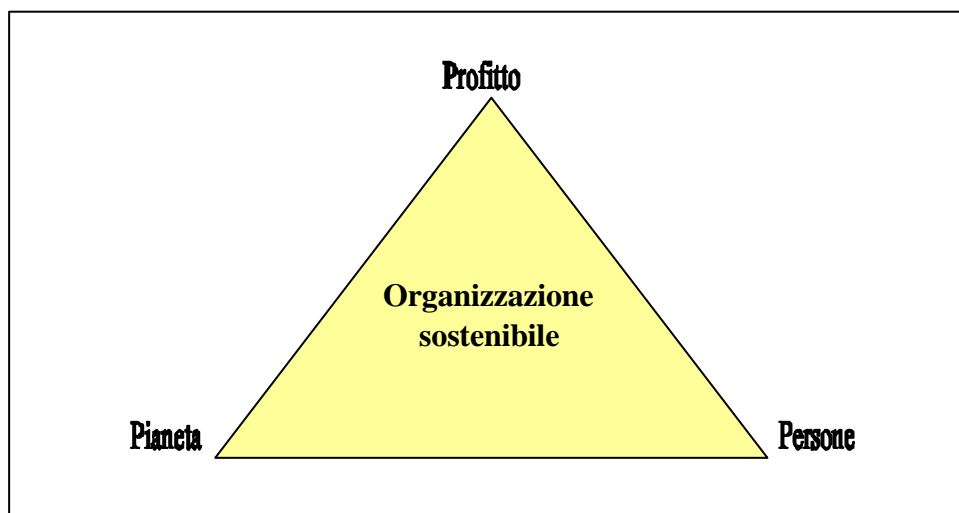 Profitto
Organizzazione
sostenibile
Pianeta
Persone